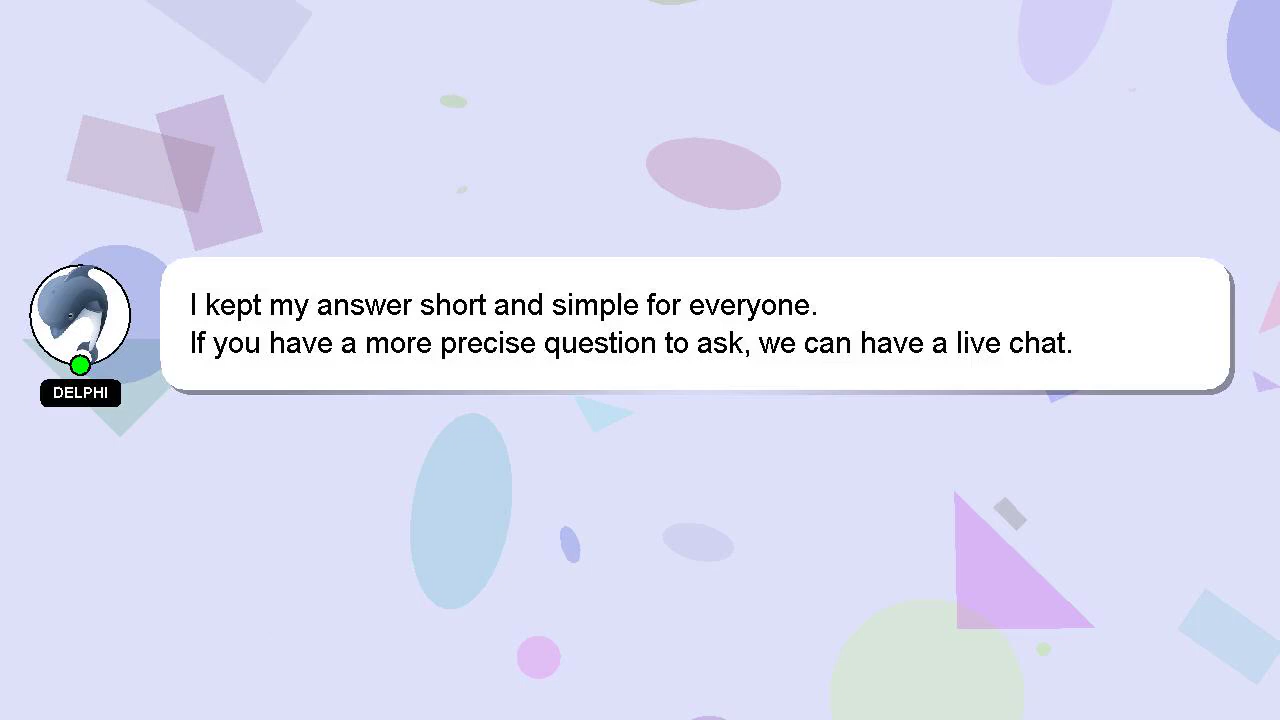 I kept my answer short and simple for everyone.
If you have a more precise question to ask, we can have a live chat.
DELPHI